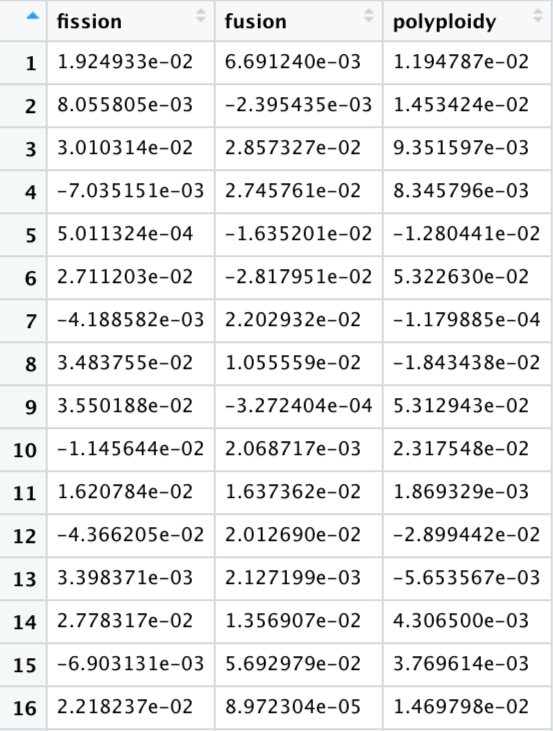 fission fusion polyploidy
1 1.924933e-02 6.691240e-03 1.194787e-02
2 8.055805e-03 -2.395435e-03 1.453424e-02
3 3.010314e-02 2.857327e-02 9.351597e-03
4 -7.035151e-03 2.745761e-02 8.345796e-03
5 5.011324e-04 -1.635201e-02 -1.280441e-02
6 2.711203e-02 -2.817951e-02 5.322630e-02
7 -4.188582e-03 2.202932e-02 -1.179885e-04
8 3.483755e-02 1.055559e-02 -1.843438e-02
9 3.550188e-02 -3.272404e-04 5.312943e-02
10 -1.145644e-02 2.068717e-03 2.317548e-02
11 1.620784e-02 1.637362e-02 1.869329e-03
12 -4.366205e-02 2.012690e-02 -2.899442e-02
13 3.398371e-03 2.127199e-03 -5.653567e-03
14 2.778317e-02 1.356907e-02 4.306500e-03
15 -6.903131e-03 5.692979e-02 3.769614e-03
16 2.218237e-02 8.972304e-05 1.469798e-02